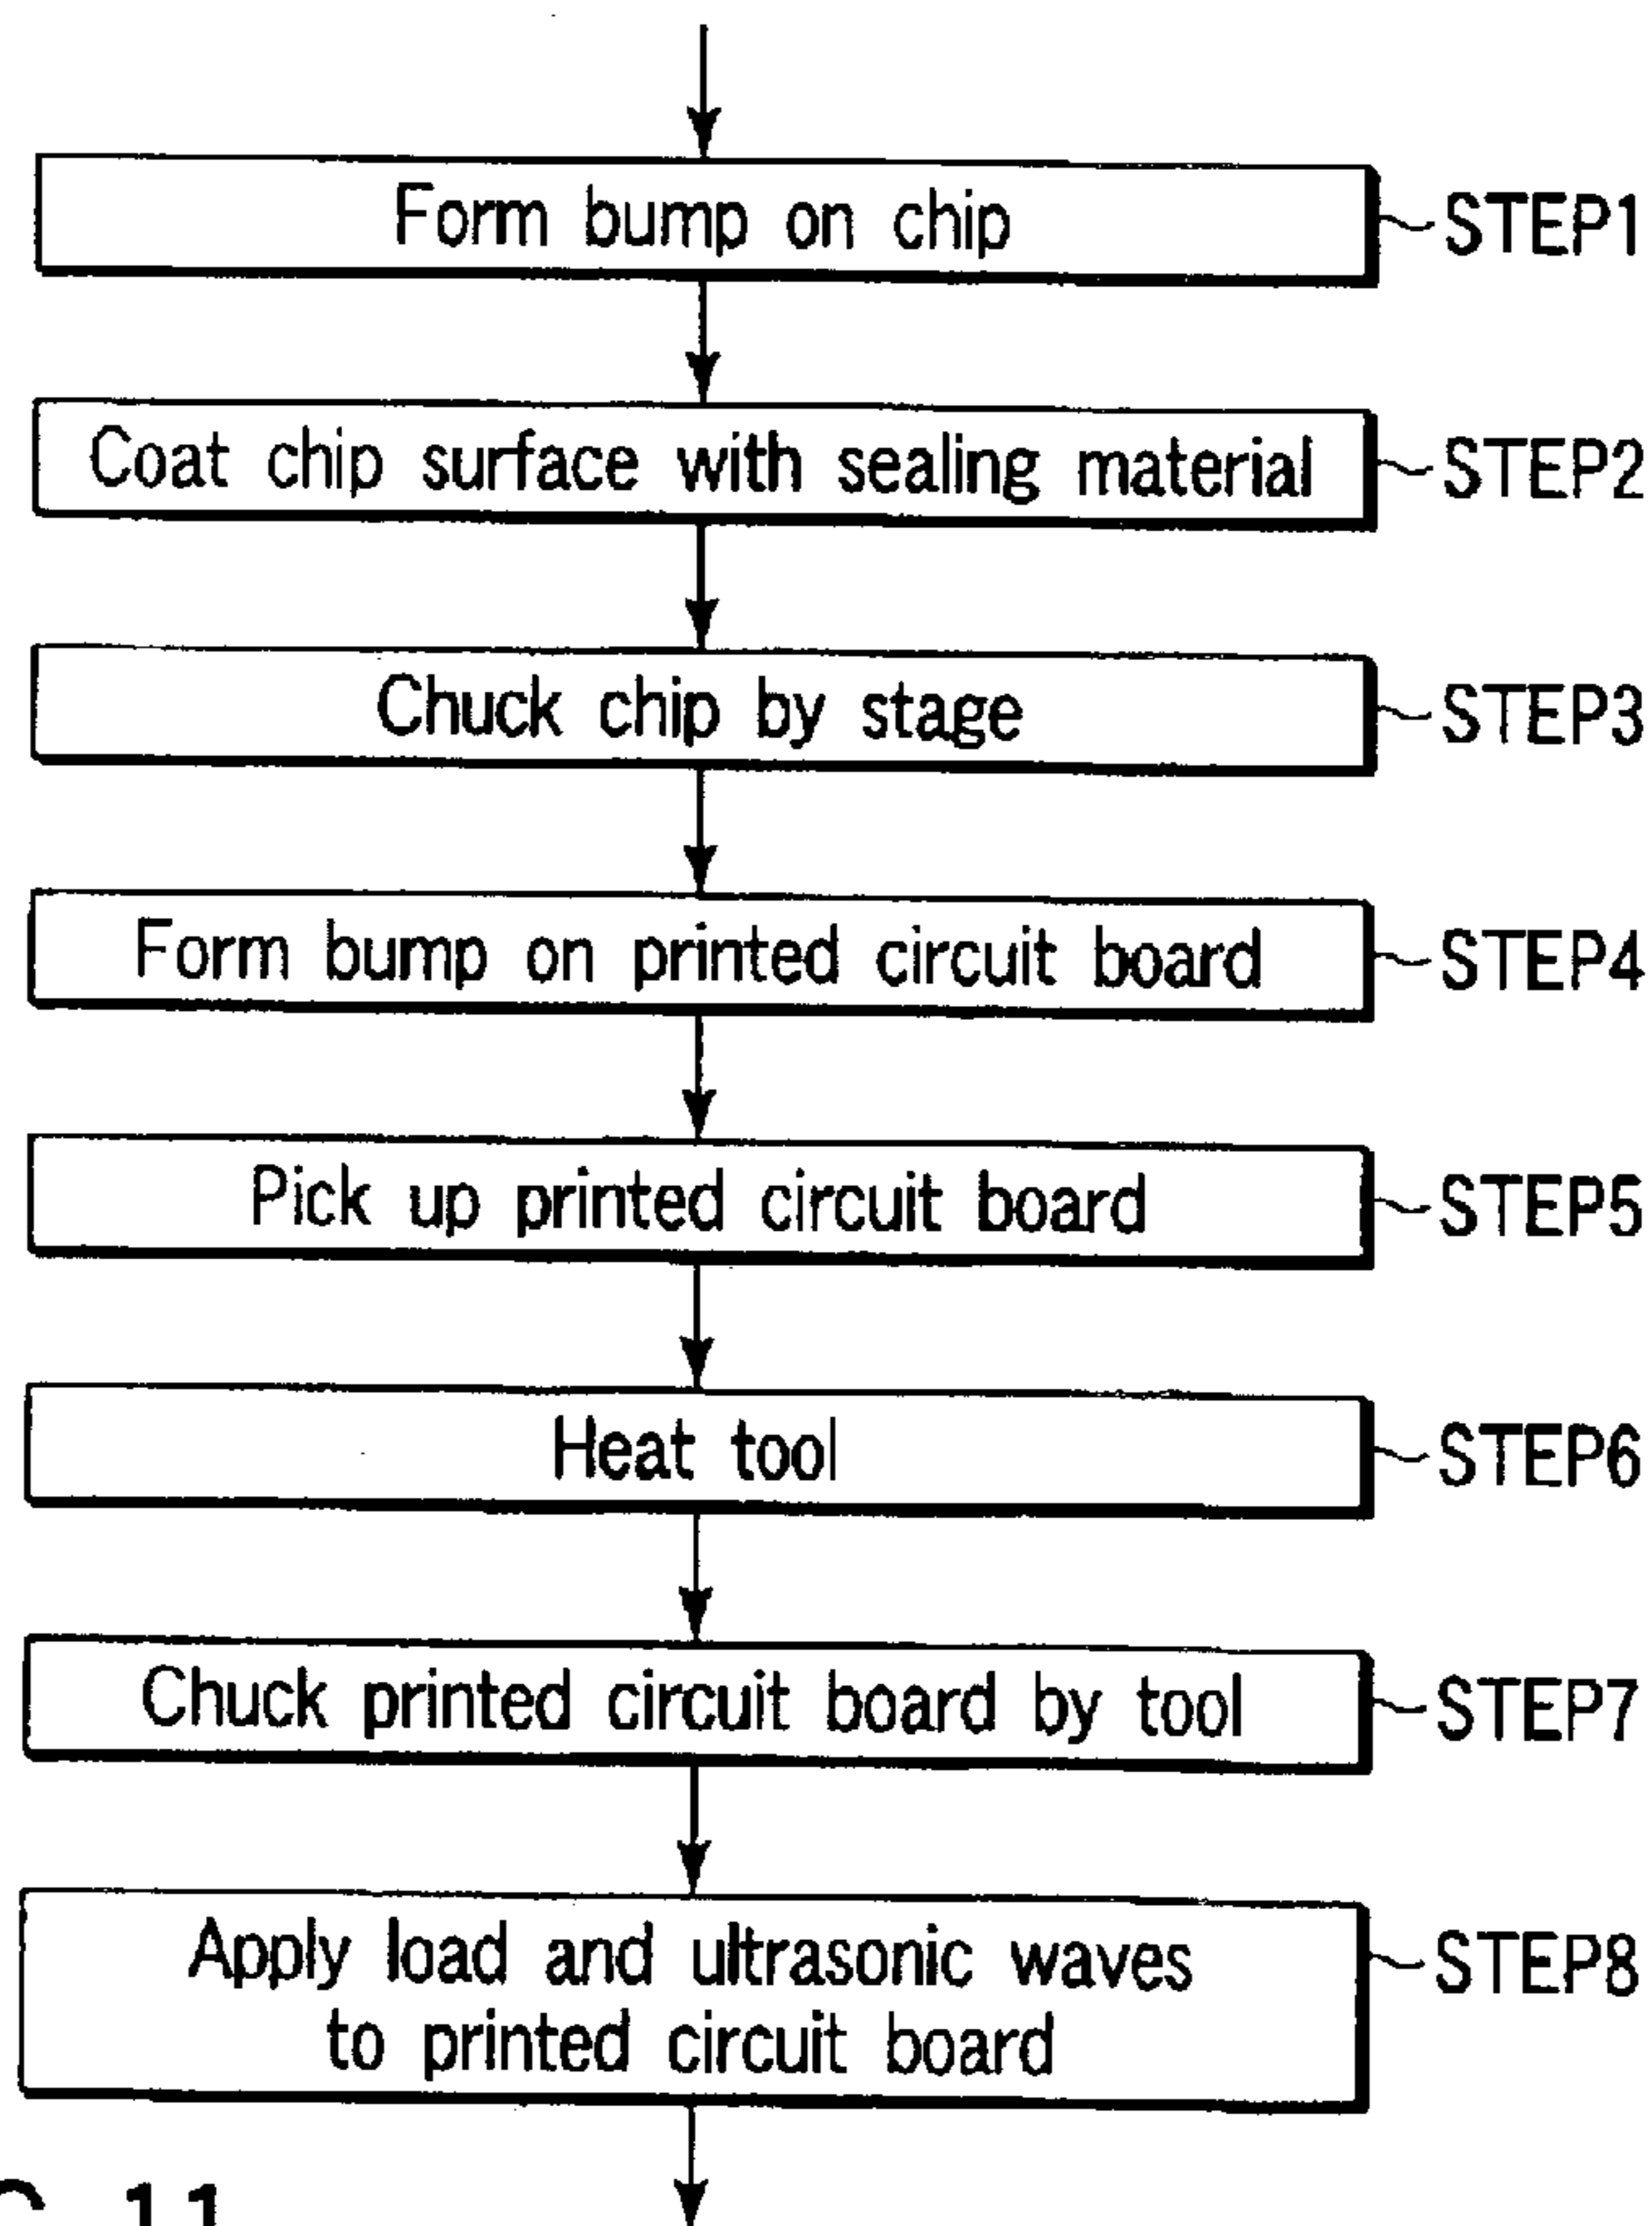 Form bump on chip
STEP1
Coat chip surface with sealing material
STEP2
Chuck chip by stage
STEP3
Form bump on printed circuit board
STEP4
Pick up printed circuit board
STEP5
Heat tool
STEP6
Chuck printed circuit board by tool
STEP7
Apply load and ultrasonic waves
to printed circuit board
STEP8
11